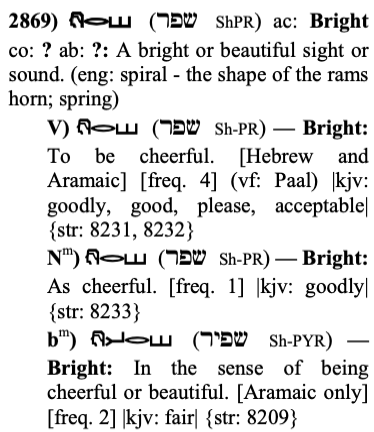 2869) (שפר ShPR) ac: Bright
co: ? ab: ?: A bright or beautiful sight or
sound. (eng: spiral - the shape of the rams
horn; spring)
V) (שפר Sh-PR) — Bright:
To be cheerful. [Hebrew and
Aramaic] [freq. 4] (vf: Paal) |kjv:
goodly, good, please, acceptable|
{str: 8231, 8232}
Nᵐ) (שפר Sh-PR) — Bright:
As cheerful. [freq. 1] |kjv: goodly|
{str: 8233}
bᵐ) (שפיר Sh-PYR) —
Bright: In the sense of being
cheerful or beautiful. [Aramaic only]
[freq. 2] |kjv: fair| {str: 8209}